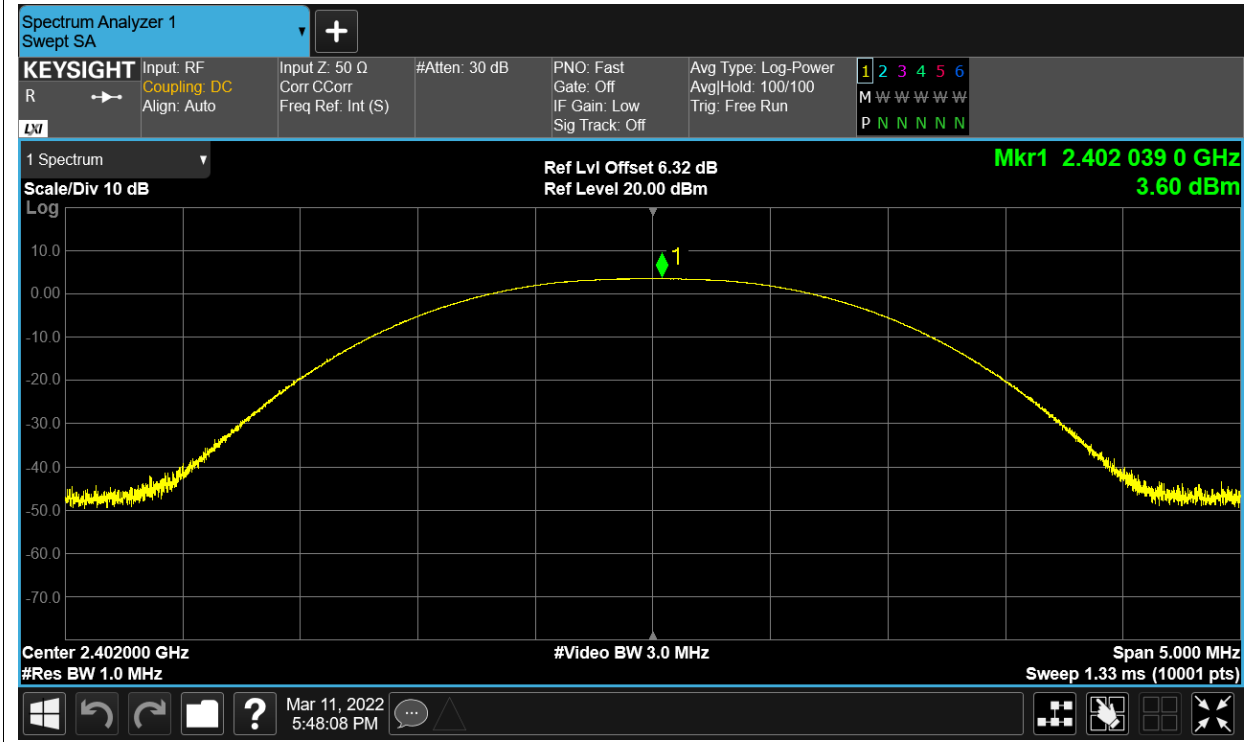 Spectrum Analyzer 1
Swept SA
+
KEYSIGHT
R
LXI
Input: RF
Coupling: DC
Align: Auto
Input Z: 50 Ω
Corr CCorr
Freq Ref: Int (S)
#Atten: 30 dB
PNO: Fast
Gate: Off
IF Gain: Low
Sig Track: Off
Avg Type: Log-Power
Avg|Hold: 100/100
Trig: Free Run
1 2 3 4 5 6
M W W W W W W
P N N N N N N
1 Spectrum
Scale/Div 10 dB
Log
Ref Lvl Offset 6.32 dB
Ref Level 20.00 dBm
Mkr1 2.402 039 0 GHz
3.60 dBm
1
10.0
0.00
-10.0
-20.0
-30.0
-40.0
-50.0
-60.0
-70.0
Center 2.402000 GHz
#Res BW 1.0 MHz
#Video BW 3.0 MHz
Span 5.000 MHz
Sweep 1.33 ms (10001 pts)
?
Mar 11, 2022
5:48:08 PM